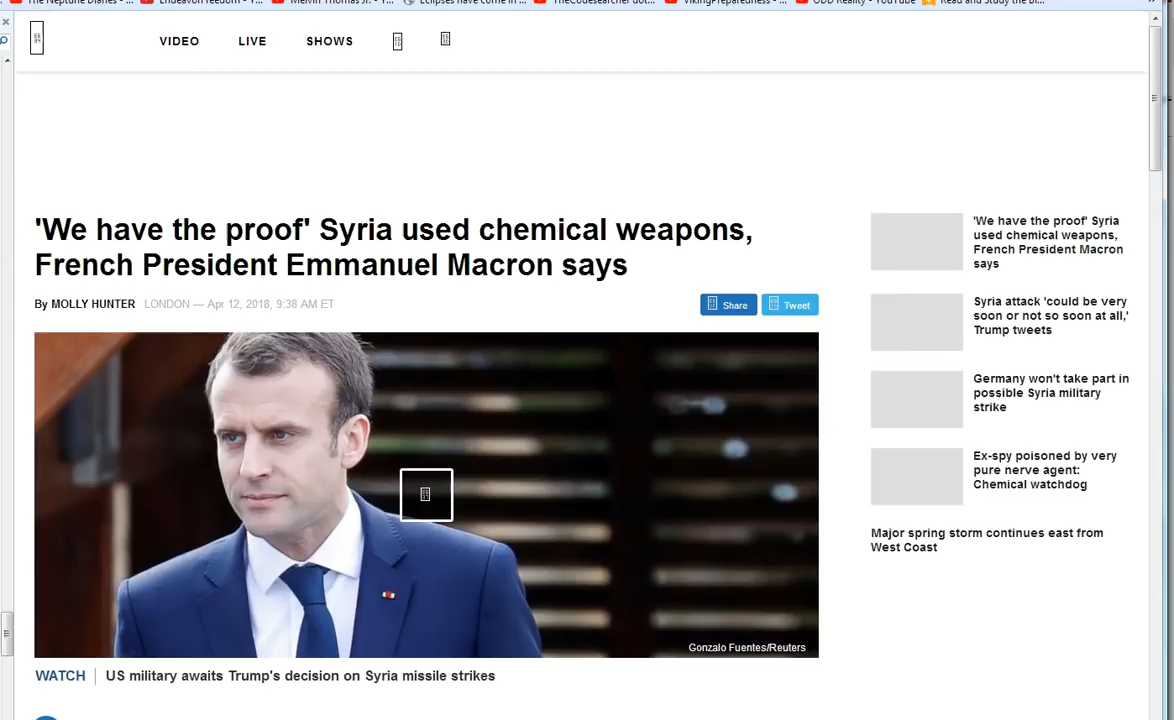 The Neptune Diaries - ...
Endeavorfreedom - Y...
Melvin Thomas Jr. - Y...
Eclipses have come in ...
TheCodesearcher dot...
VikingPreparedness - ...
ODD Reality - YouTube
Read and Study the Bi...
VIDEO
LIVE
SHOWS
'We have the proof' Syria used chemical weapons,
French President Emmanuel Macron says
By MOLLY HUNTER LONDON — Apr 12, 2018, 9:38 AM ET
Share
Tweet
Gonzalo Fuentes/Reuters
WATCH
US military awaits Trump's decision on Syria missile strikes
'We have the proof' Syria
used chemical weapons,
French President Macron
says
Syria attack 'could be very
soon or not so soon at all,'
Trump tweets
Germany won't take part in
possible Syria military
strike
Ex-spy poisoned by very
pure nerve agent:
Chemical watchdog
Major spring storm continues east from
West Coast